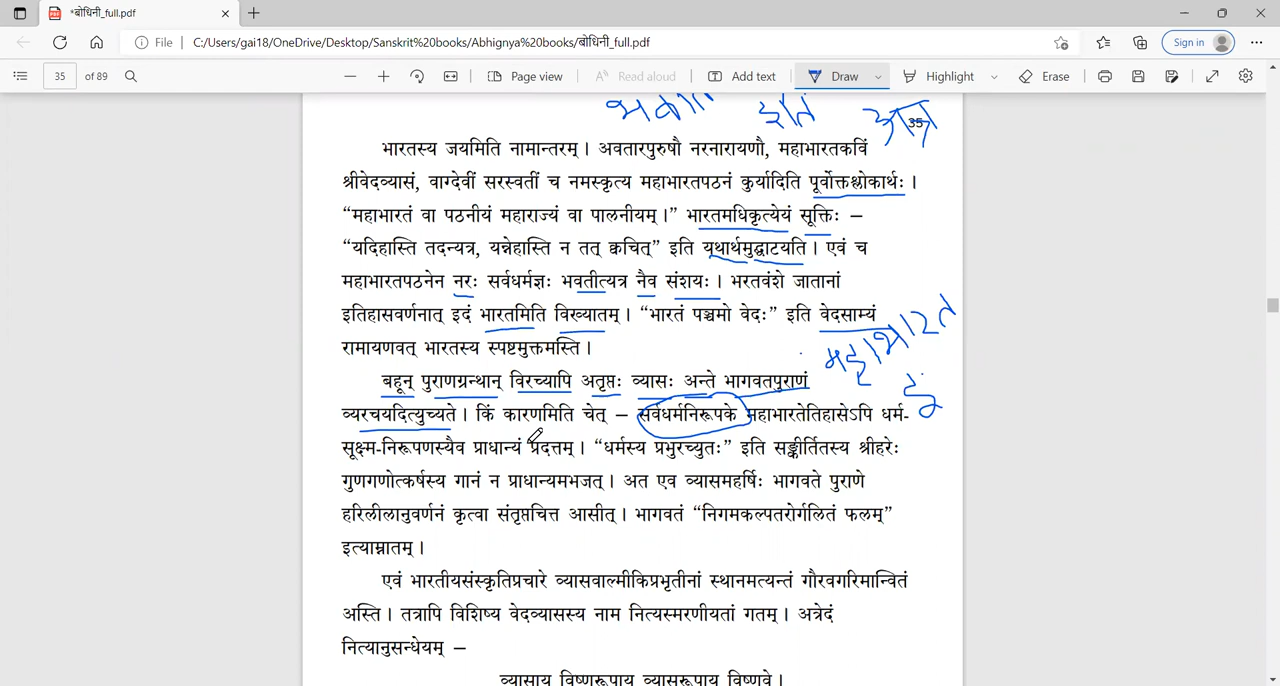 *बोधिनी_full.pdf
File C:/Users/gai18/OneDrive/Desktop/Sanskrit%20books/Abhignya%20books/बोधिनी_full.pdf Sign in
35 of 89 Page view Read aloud Add text Draw Highlight Erase
इति
35
भारतस्य जयमिति नामान्तरम् । अवतारपुरुषौ नरनारायणौ, महाभारतकविं
श्रीवेदव्यासं, वाग्देवीं सरस्वतीं च नमस्कृत्य महाभारतपठनं कुर्यादिति पूर्वोक्तश्लोकार्थः ।
“महाभारतं वा पठनीयं महाराज्यं वा पालनीयम् ।” भारतमधिकृत्येयं सूक्तिः –
“यदिहास्ति तदन्यत्र, यन्नेहास्ति न तत् क्वचित्” इति यथार्थमुद्घाटयति । एवं च
महाभारतपठनेन नरः सर्वधर्मज्ञः भवतीत्यत्र नैव संशयः । भरतवंशे जातानां
इतिहासवर्णनात् इदं भारतमिति विख्यातम् । “भारतं पञ्चमो वेदः” इति वेदसाम्यं
रामायणवत् भारतस्य स्पष्टमुक्तमस्ति ।
महाभारत
बहून् पुराणग्रन्थान् विरच्यापि अतृप्तः व्यासः अन्ते भागवतपुराणं
व्यरचयदित्युच्यते । किं कारणमिति चेत् – सर्वधर्मनिरूपके महाभारतेतिहासेऽपि धर्म-
सूक्ष्म-निरूपणस्यैव प्राधान्यं प्रदत्तम् । “धर्मस्य प्रभुरच्युतः” इति सङ्कीर्तितस्य श्रीहरेः
गुणगणोत्कर्षस्य गानं न प्राधान्यमभजत् । अत एव व्यासमहर्षिः भागवते पुराणे
हरिलीलानुवर्णनं कृत्वा संतृप्तचित्त आसीत् । भागवतं “निगमकल्पतरोर्गलितं फलम्”
इत्याम्नातम् ।
एवं भारतीयसंस्कृतिप्रचारे व्यासवाल्मीकिप्रभृतीनां स्थानमत्यन्तं गौरवगरिमान्वितं
अस्ति । तत्रापि विशिष्य वेदव्यासस्य नाम नित्यस्मरणीयतां गतम् । अत्रेदं
नित्यानुसन्धेयम् –
व्यासाय विष्णुरूपाय व्यासरूपाय विष्णवे ।